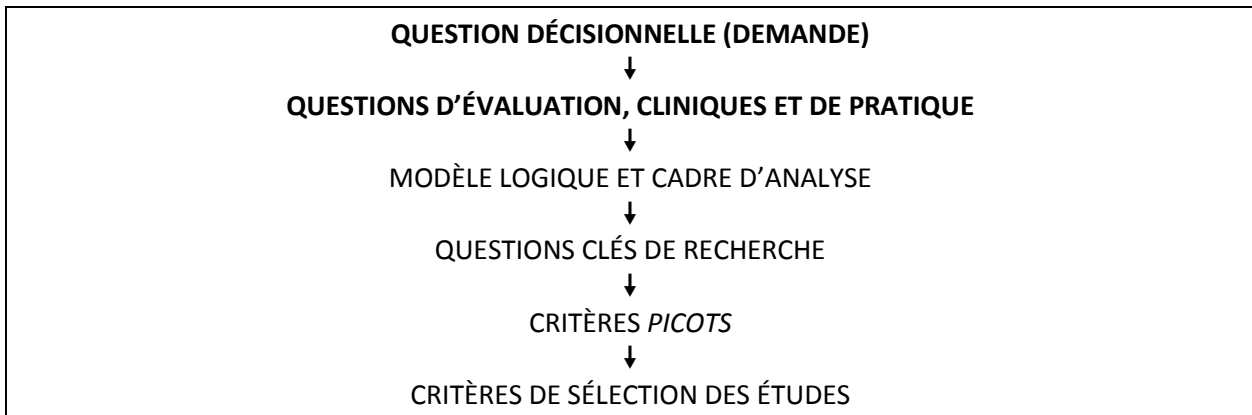 QUESTION DÉCISIONNELLE (DEMANDE)
QUESTIONS D’ÉVALUATION, CLINIQUES ET DE PRATIQUE
MODÈLE LOGIQUE ET CADRE D’ANALYSE
QUESTIONS CLÉS DE RECHERCHE
CRITÈRES PICOTS
CRITÈRES DE SÉLECTION DES ÉTUDES